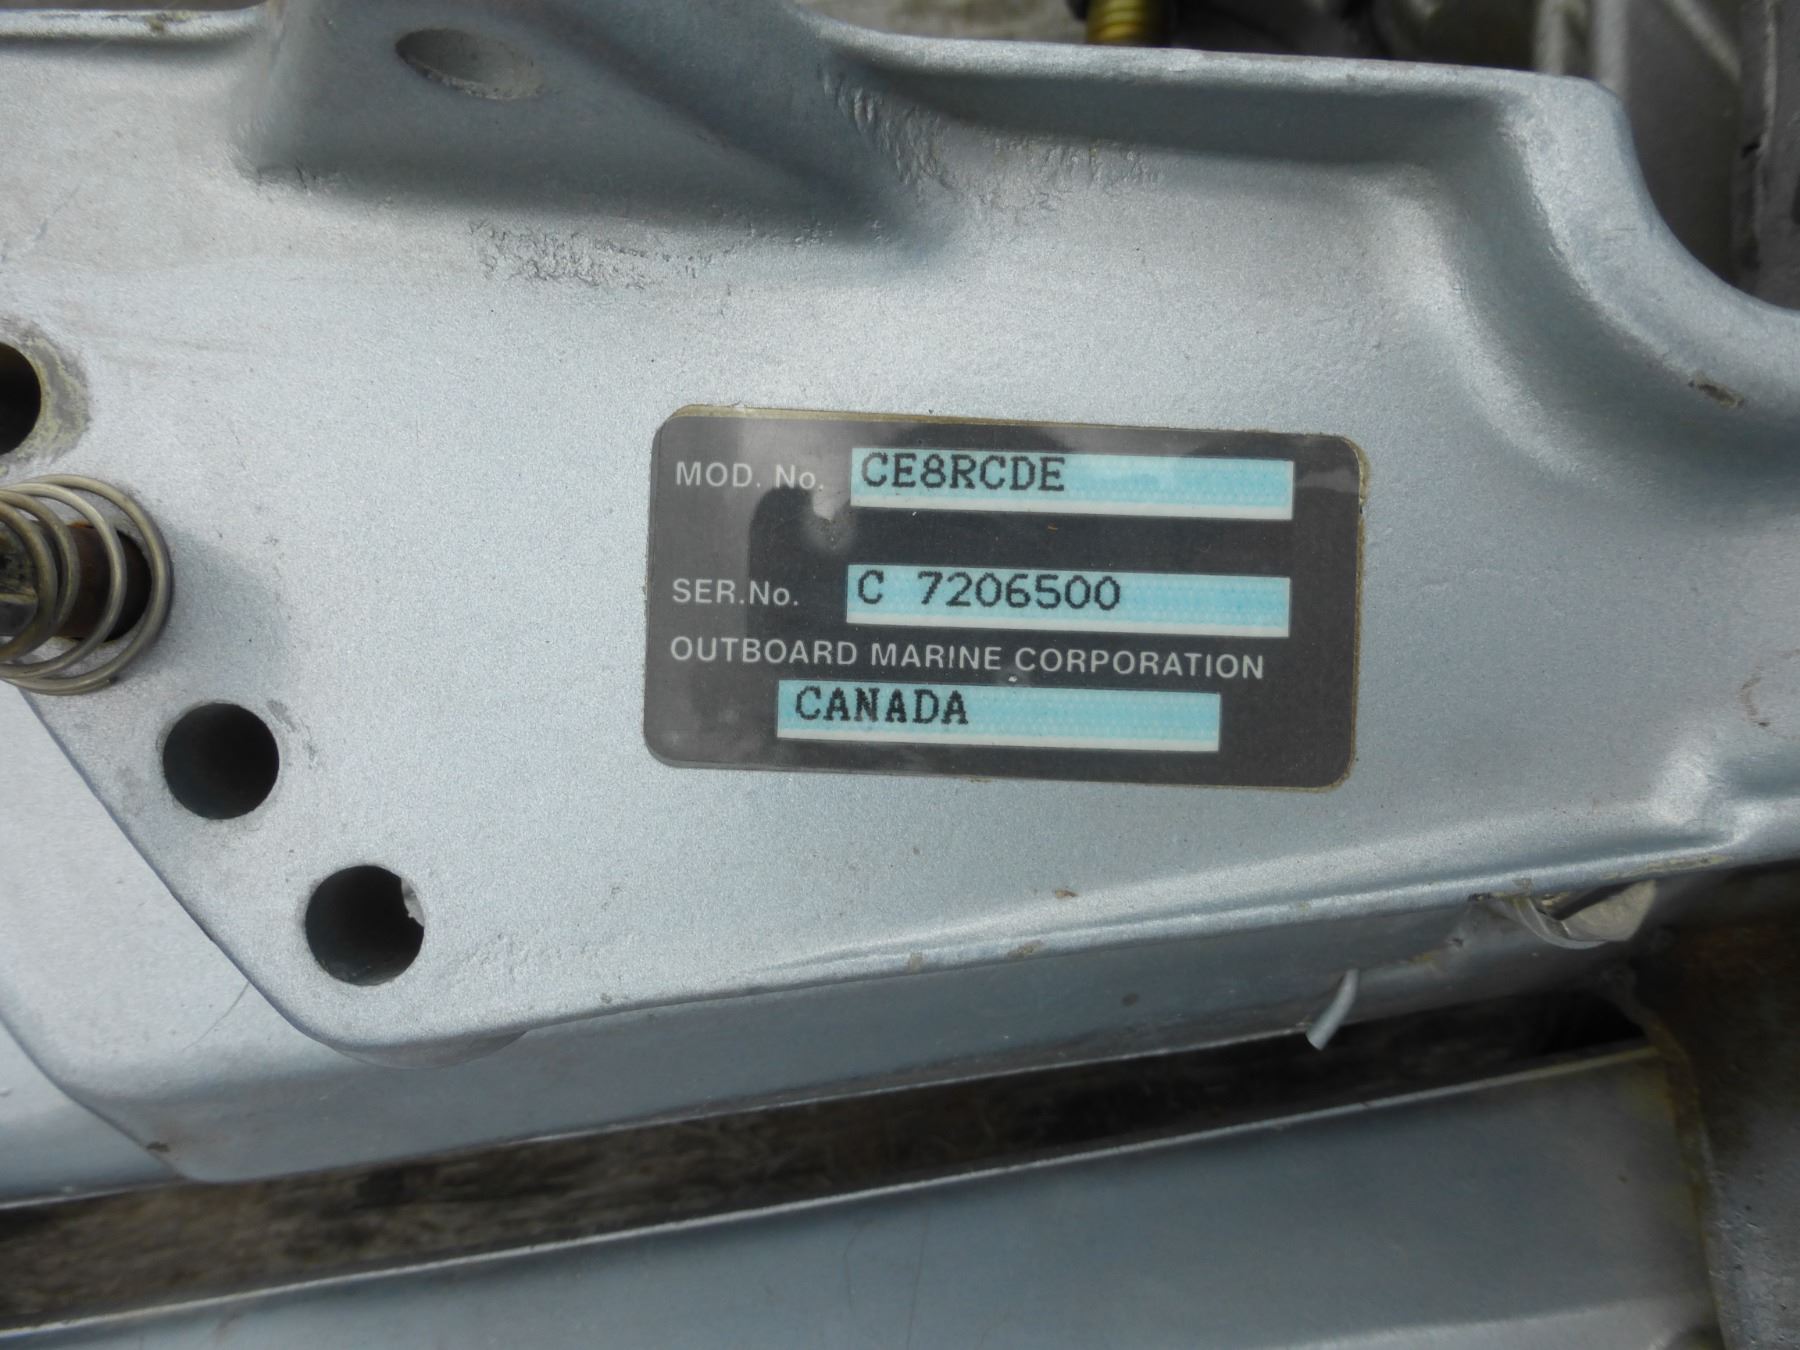 MOD. No. CE8RCDE
SER.No. C 7206500
OUTBOARD MARINE CORPORATION
CANADA